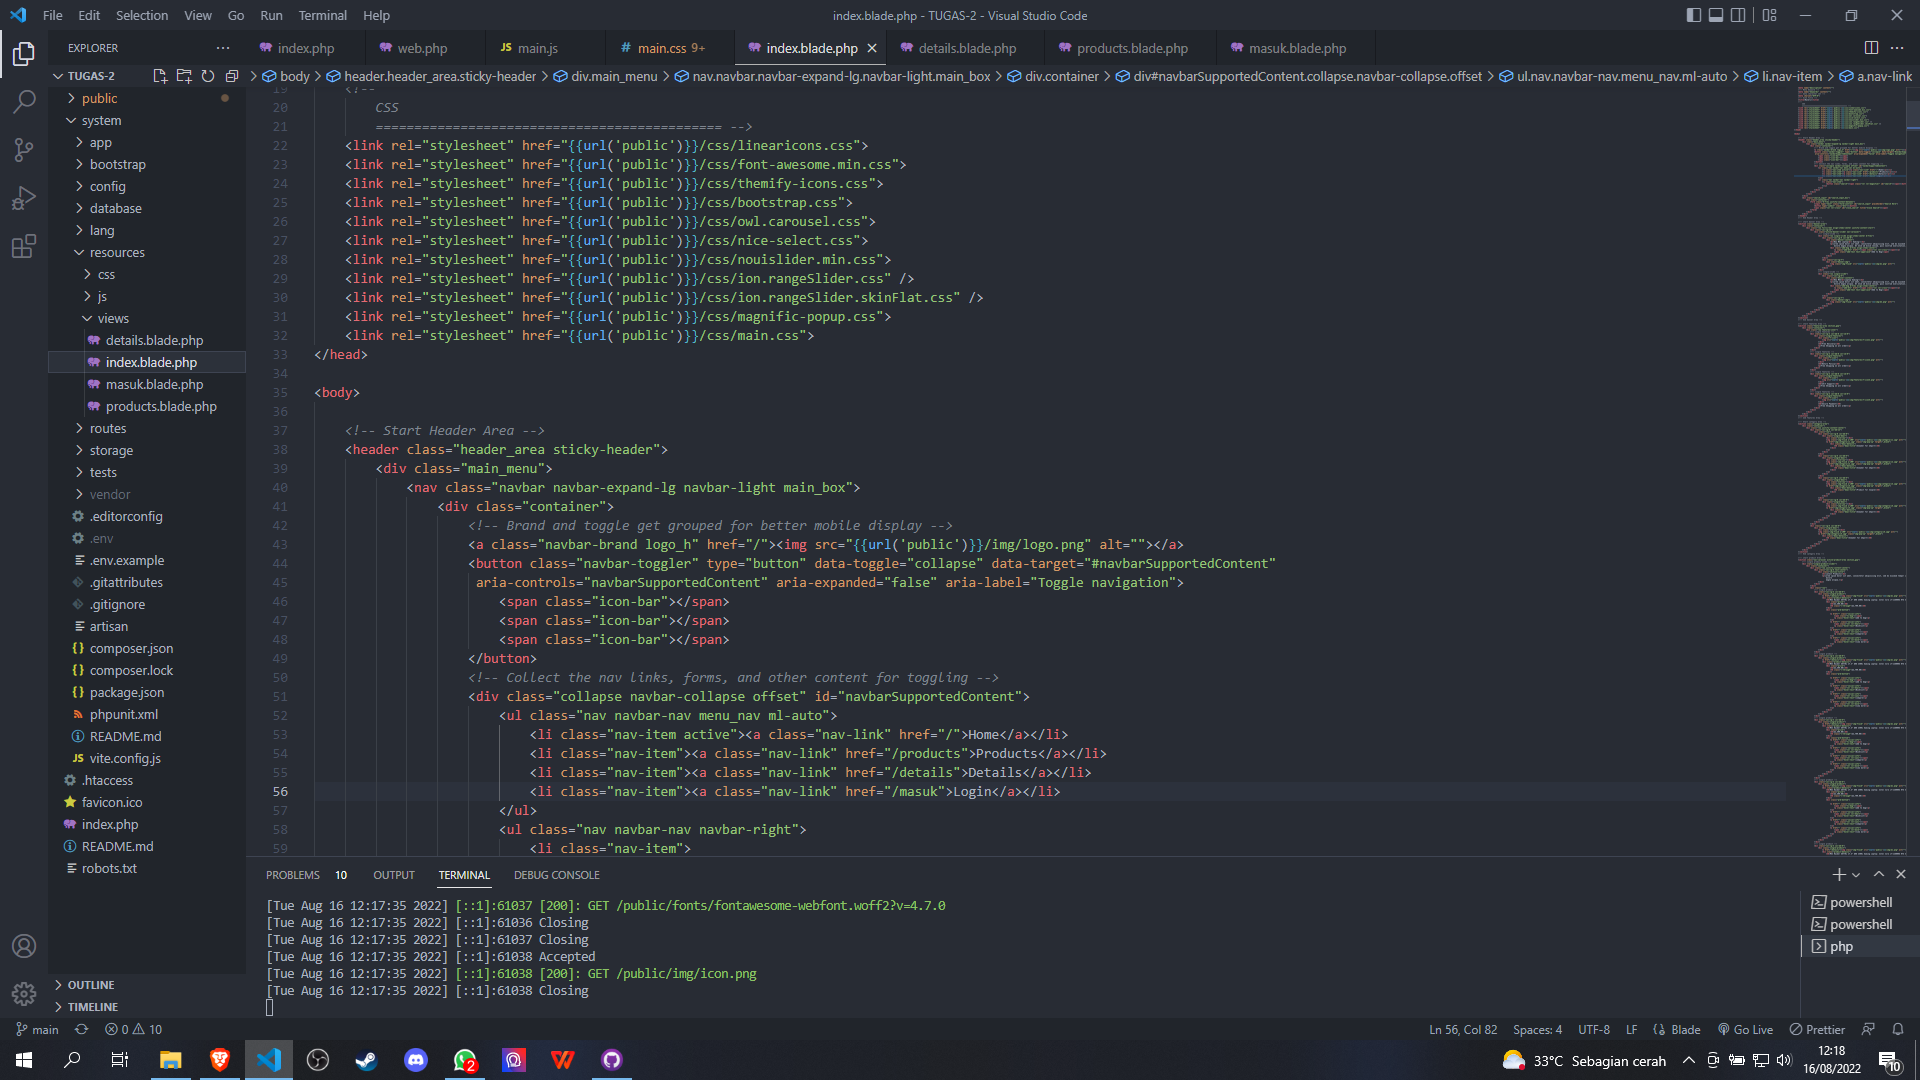 File Edit Selection View Go Run Terminal Help
index.blade.php - TUGAS-2 - Visual Studio Code
EXPLORER
index.php
web.php
main.js
main.css 9+
index.blade.php
details.blade.php
products.blade.php
masuk.blade.php
TUGAS-2
body > header.header_area.sticky-header > div.main_menu > nav.navbar.navbar-expand-lg.navbar-light.main_box > div.container > div#navbarSupportedContent.collapse.navbar-collapse.offset > ul.nav.navbar-nav.menu_nav.ml-auto > li.nav-item > a.nav-link
public
system
app
bootstrap
config
database
lang
resources
css
js
views
details.blade.php
index.blade.php
masuk.blade.php
products.blade.php
routes
storage
tests
vendor
.editorconfig
.env
.env.example
.gitattributes
.gitignore
artisan
composer.json
composer.lock
package.json
phpunit.xml
README.md
vite.config.js
.htaccess
favicon.ico
index.php
README.md
robots.txt
OUTLINE
TIMELINE
19 <!--
20 CSS
21 ============================================= -->
22 <link rel="stylesheet" href="{{url('public')}}/css/linearicons.css">
23 <link rel="stylesheet" href="{{url('public')}}/css/font-awesome.min.css">
24 <link rel="stylesheet" href="{{url('public')}}/css/themify-icons.css">
25 <link rel="stylesheet" href="{{url('public')}}/css/bootstrap.css">
26 <link rel="stylesheet" href="{{url('public')}}/css/owl.carousel.css">
27 <link rel="stylesheet" href="{{url('public')}}/css/nice-select.css">
28 <link rel="stylesheet" href="{{url('public')}}/css/nouislider.min.css">
29 <link rel="stylesheet" href="{{url('public')}}/css/ion.rangeSlider.css" />
30 <link rel="stylesheet" href="{{url('public')}}/css/ion.rangeSlider.skinFlat.css" />
31 <link rel="stylesheet" href="{{url('public')}}/css/magnific-popup.css">
32 <link rel="stylesheet" href="{{url('public')}}/css/main.css">
33 </head>
34
35 <body>
36
37 <!-- Start Header Area -->
38 <header class="header_area sticky-header">
39 <div class="main_menu">
40 <nav class="navbar navbar-expand-lg navbar-light main_box">
41 <div class="container">
42 <!-- Brand and toggle get grouped for better mobile display -->
43 <a class="navbar-brand logo_h" href="/"><img src="{{url('public')}}/img/logo.png" alt=""></a>
44 <button class="navbar-toggler" type="button" data-toggle="collapse" data-target="#navbarSupportedContent"
45 aria-controls="navbarSupportedContent" aria-expanded="false" aria-label="Toggle navigation">
46 <span class="icon-bar"></span>
47 <span class="icon-bar"></span>
48 <span class="icon-bar"></span>
49 </button>
50 <!-- Collect the nav links, forms, and other content for toggling -->
51 <div class="collapse navbar-collapse offset" id="navbarSupportedContent">
52 <ul class="nav navbar-nav menu_nav ml-auto">
53 <li class="nav-item active"><a class="nav-link" href="/">Home</a></li>
54 <li class="nav-item"><a class="nav-link" href="/products">Products</a></li>
55 <li class="nav-item"><a class="nav-link" href="/details">Details</a></li>
56 <li class="nav-item"><a class="nav-link" href="/masuk">Login</a></li>
57 </ul>
58 <ul class="nav navbar-nav navbar-right">
59 <li class="nav-item">
PROBLEMS 10 OUTPUT TERMINAL DEBUG CONSOLE
[Tue Aug 16 12:17:35 2022] [::1]:61037 [200]: GET /public/fonts/fontawesome-webfont.woff2?v=4.7.0
[Tue Aug 16 12:17:35 2022] [::1]:61036 Closing
[Tue Aug 16 12:17:35 2022] [::1]:61037 Closing
[Tue Aug 16 12:17:35 2022] [::1]:61038 Accepted
[Tue Aug 16 12:17:35 2022] [::1]:61038 [200]: GET /public/img/icon.png
[Tue Aug 16 12:17:35 2022] [::1]:61038 Closing
powershell
powershell
php
main 0 10
Ln 56, Col 82 Spaces: 4 UTF-8 LF Blade Go Live Prettier
2
33°C Sebagian cerah
12:18
16/08/2022
10